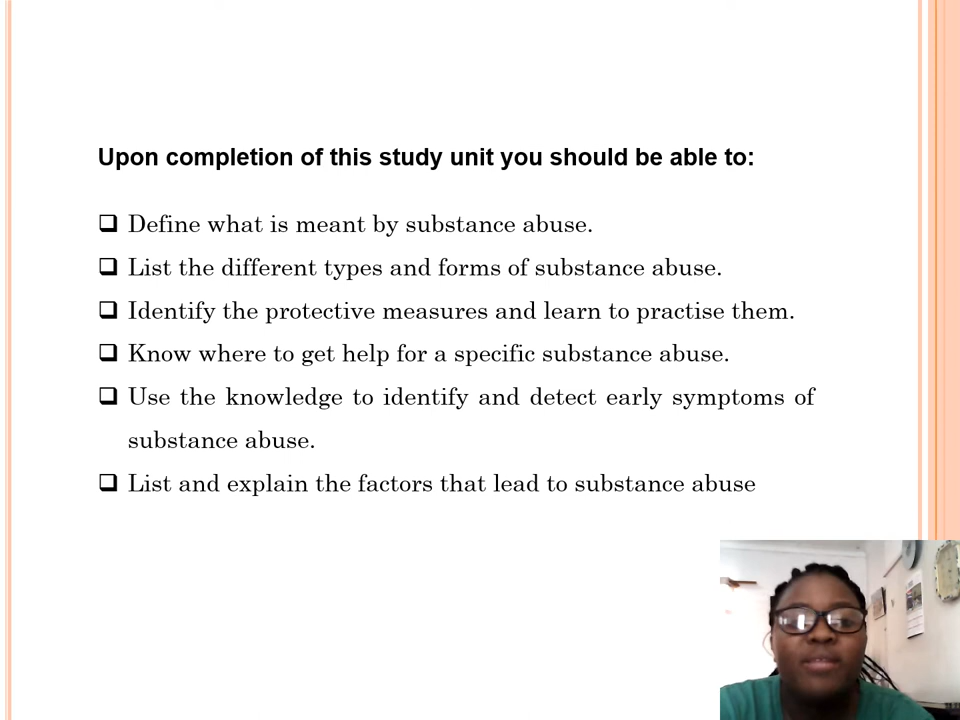 Upon completion of this study unit you should be able to:
❑ Define what is meant by substance abuse.
❑ List the different types and forms of substance abuse.
❑ Identify the protective measures and learn to practise them.
❑ Know where to get help for a specific substance abuse.
❑ Use the knowledge to identify and detect early symptoms of
substance abuse.
❑ List and explain the factors that lead to substance abuse